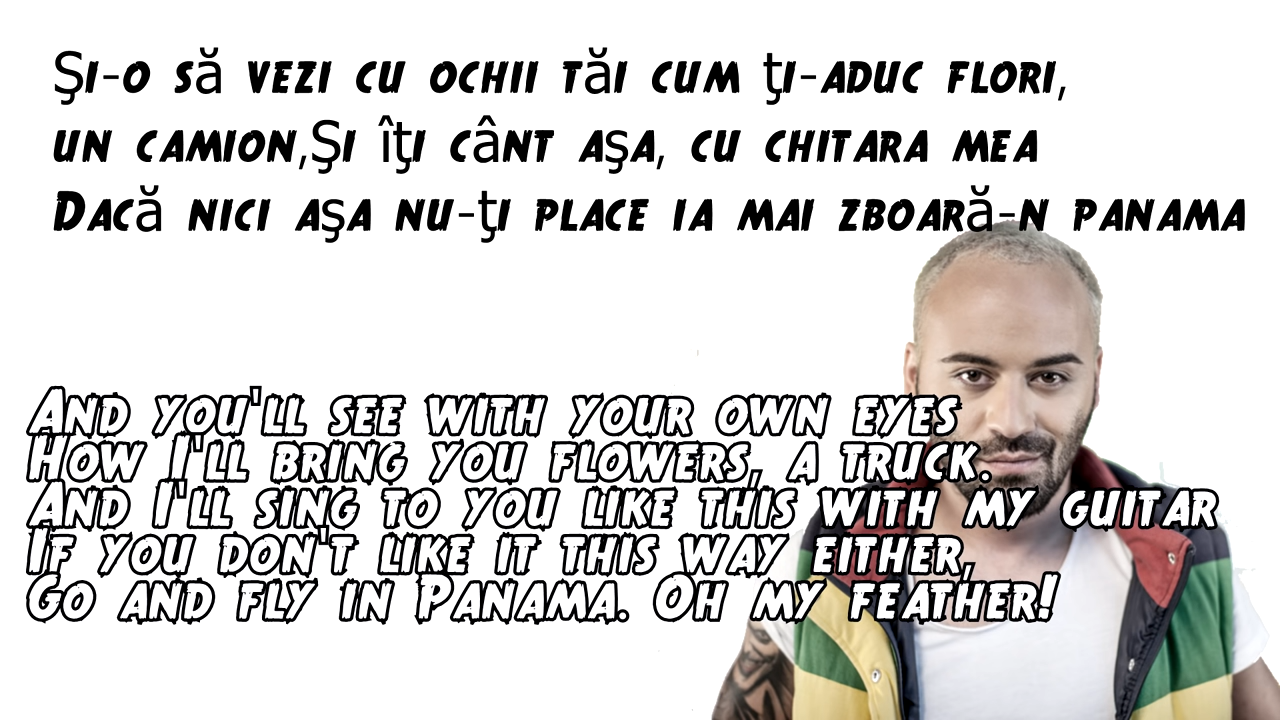 Şi-o să vezi cu ochii tăi cum ţi-aduc flori,
un camion,Şi îţi cânt aşa, cu chitara mea
Dacă nici aşa nu-ţi place ia mai zboară-n panama
And you'll see with your own eyes
How I'll bring you flowers, a truck.
And I'll sing to you like this with my guitar
If you don't like it this way either,
Go and fly in Panama. Oh my feather!